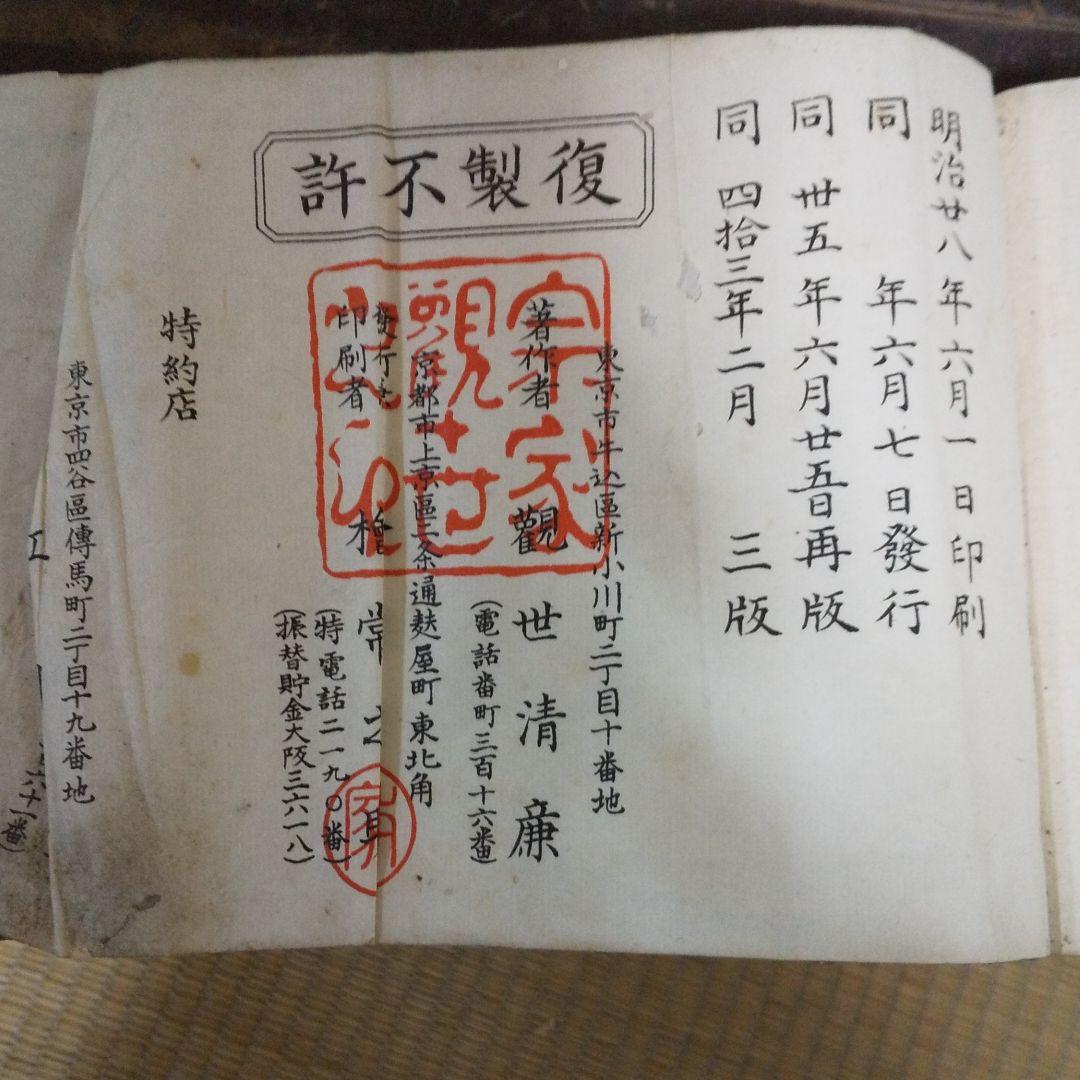 明治廿八年六月一日印刷
同年六月七日發行
同卅五年六月廿五日再版
同四拾三年二月三版
復製不許
東京市牛込區新小川町二丁目十番地
著作者觀世清廉
(電話番町三百十六番)
京都市上京區二条通麩屋町東北角
發行兼
印刷者檜常之
(特電話二一九〇番)
(振替貯金大阪三六一八)
特約店
東京市四谷區傳馬町二丁目十九番地
江
六十一番)